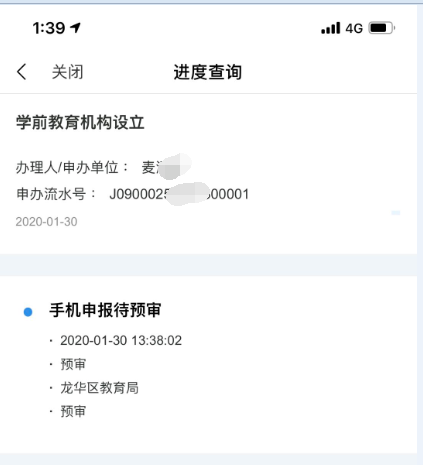 1:39
4G
关闭
进度查询
学前教育机构设立
办理人/申办单位： 麦
申办流水号： J090002 00001
2020-01-30
手机申报待预审
· 2020-01-30 13:38:02
· 预审
· 龙华区教育局
· 预审